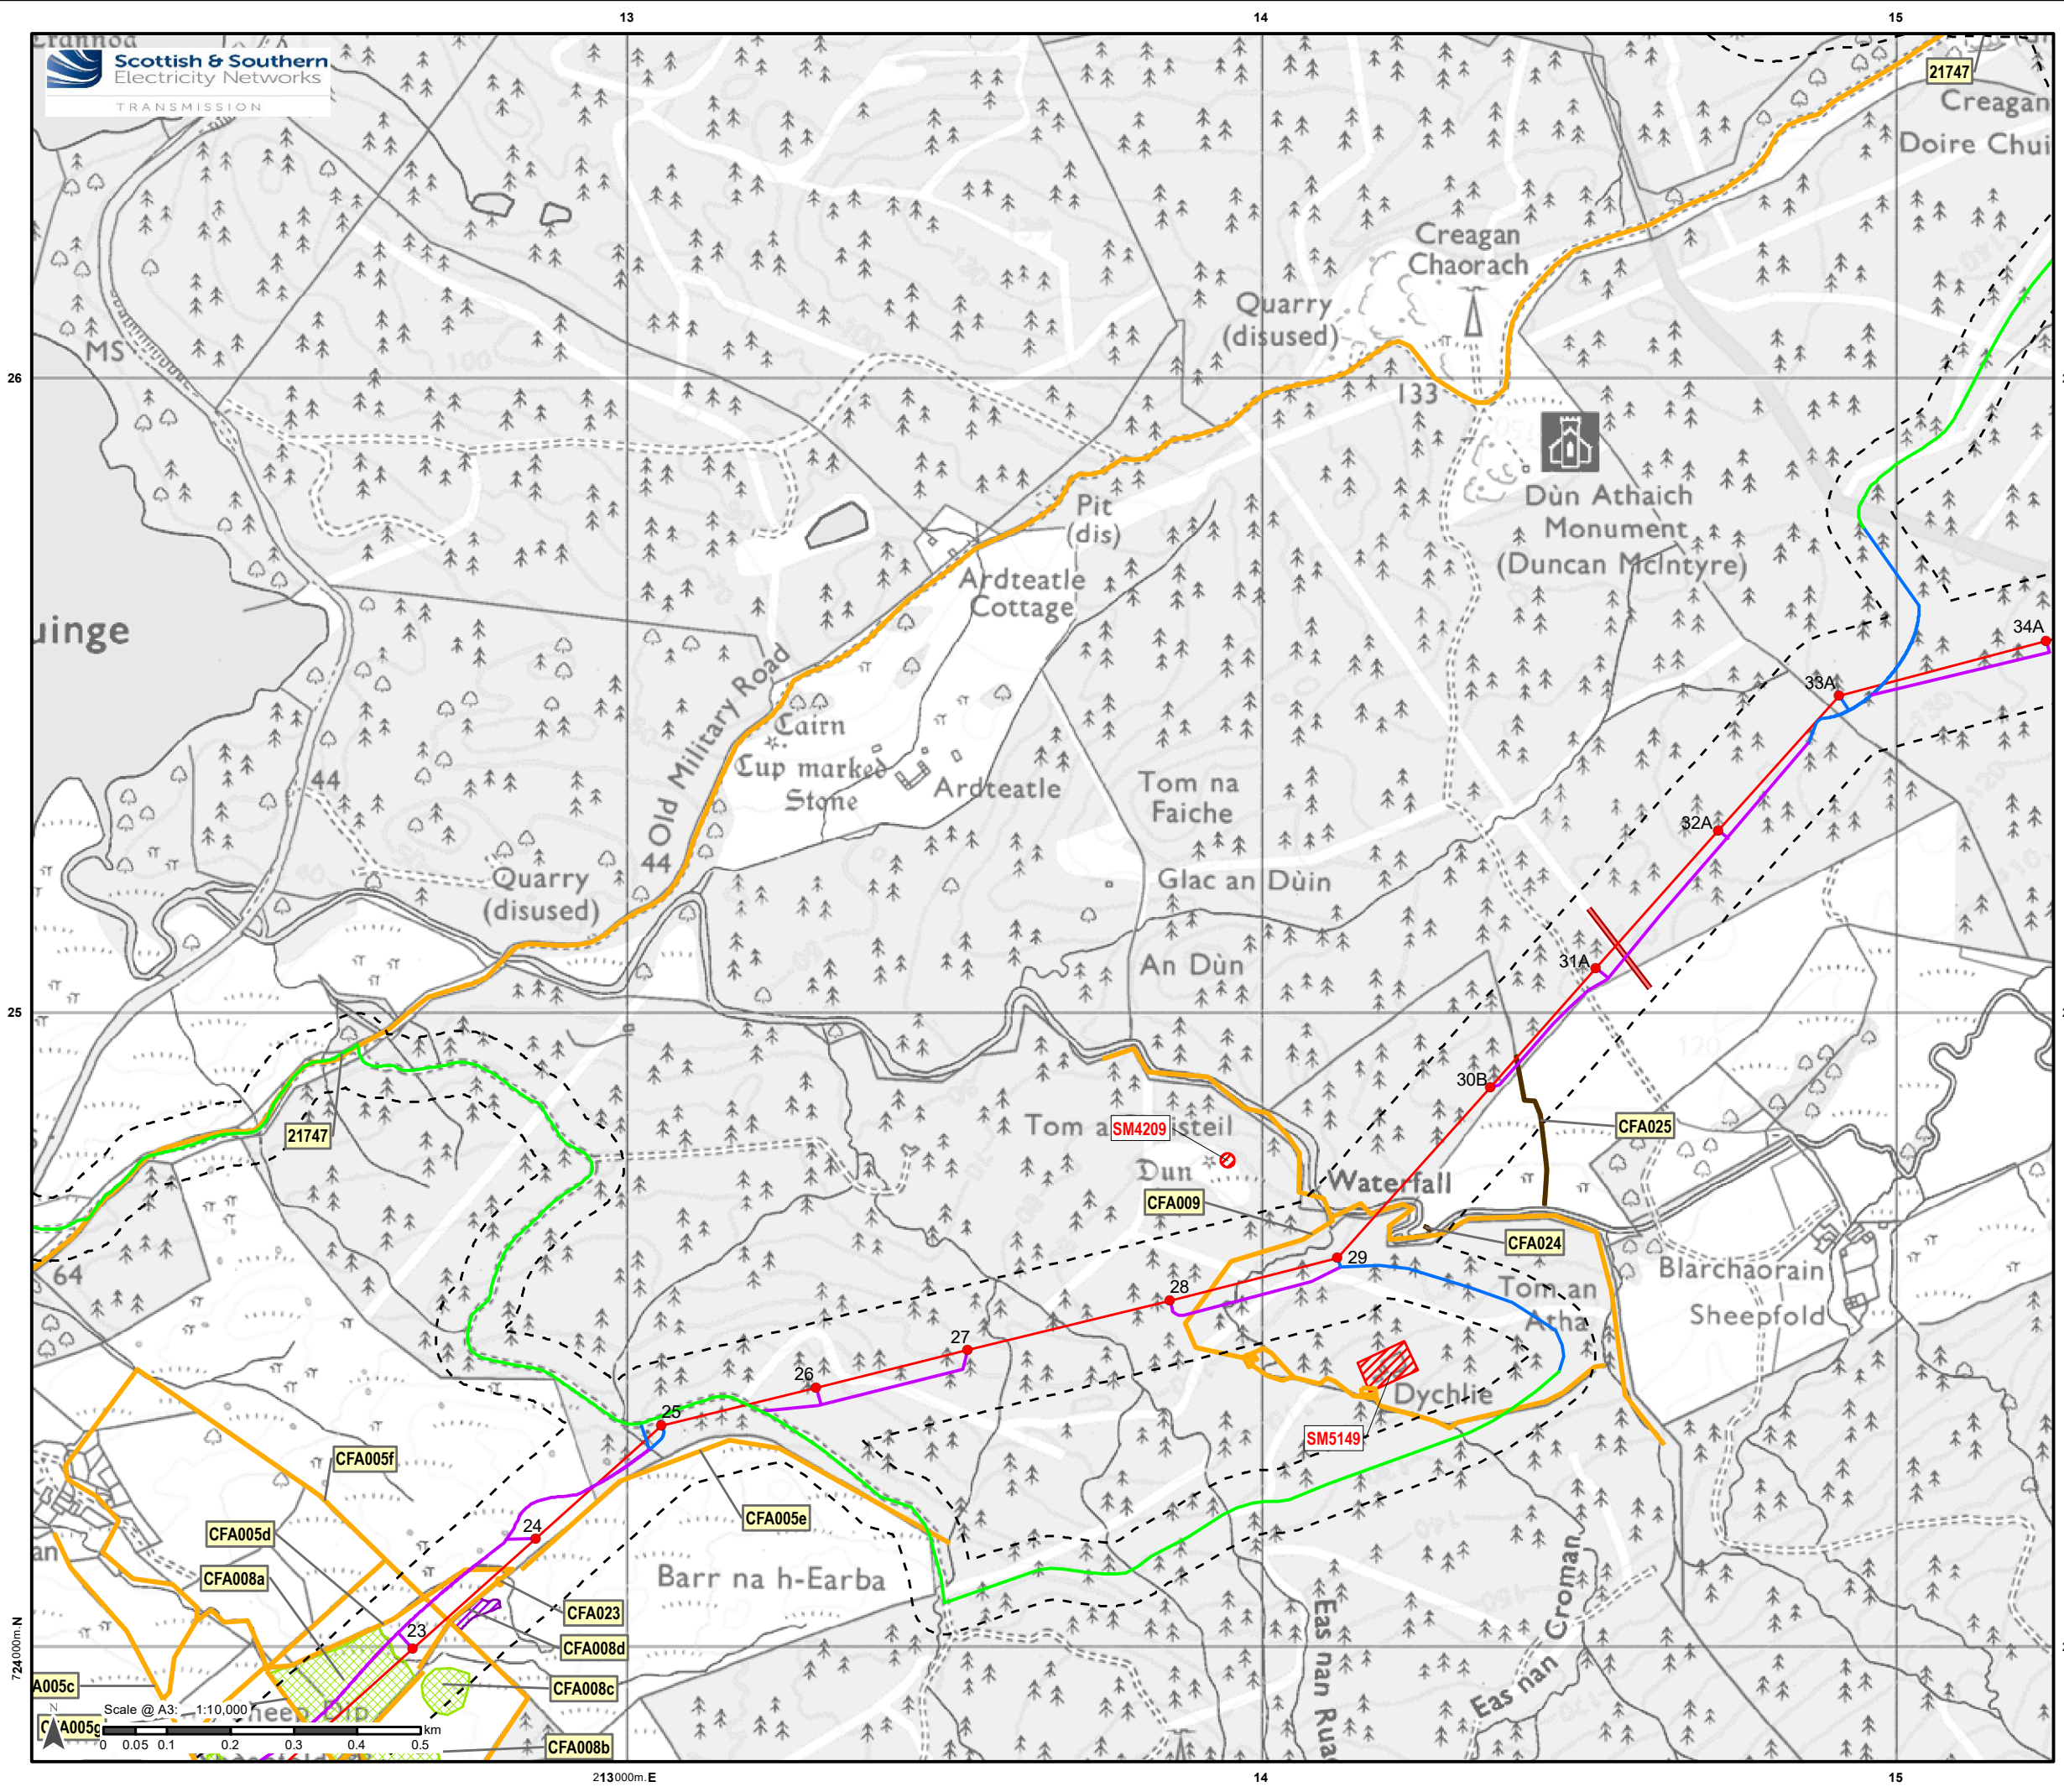 13
14
15
Scottish & Southern
Electricity Networks
TRANSMISSION
21747
Creagan
Doire Chui
Creagan
Chaorach
Quarry
(disused)
MS
26
133
Dùn Athaich
Monument
(Duncan McIntyre)
Pit
(dis)
Ardteatle
Cottage
uinge
34A
33A
Old Military Road
Cairn
Cup marked
Stone
Ardteatle
44
Tom na
Faiche
32A
44
Quarry
(disused)
Glac an Dùin
An Dùn
31A
25
120
30B
21747
SM4209
CFA025
Dun
Waterfall
CFA009
CFA024
29
64
28
Tom an
Atha
Blarchaorain
Sheepfold
27
26
Dychlie
25
SM5149
CFA005f
CFA005e
24
CFA005d
CFA008a
Barr na h-Earba
CFA023
23
CFA008d
CFA008c
A005c
CFA008b
Eas nan Rua
Eas nan Croman
N
Scale @ A3: 1:10,000
km
0 0.05 0.1 0.2 0.3 0.4 0.5
724000m.N
213000m.E
14
15